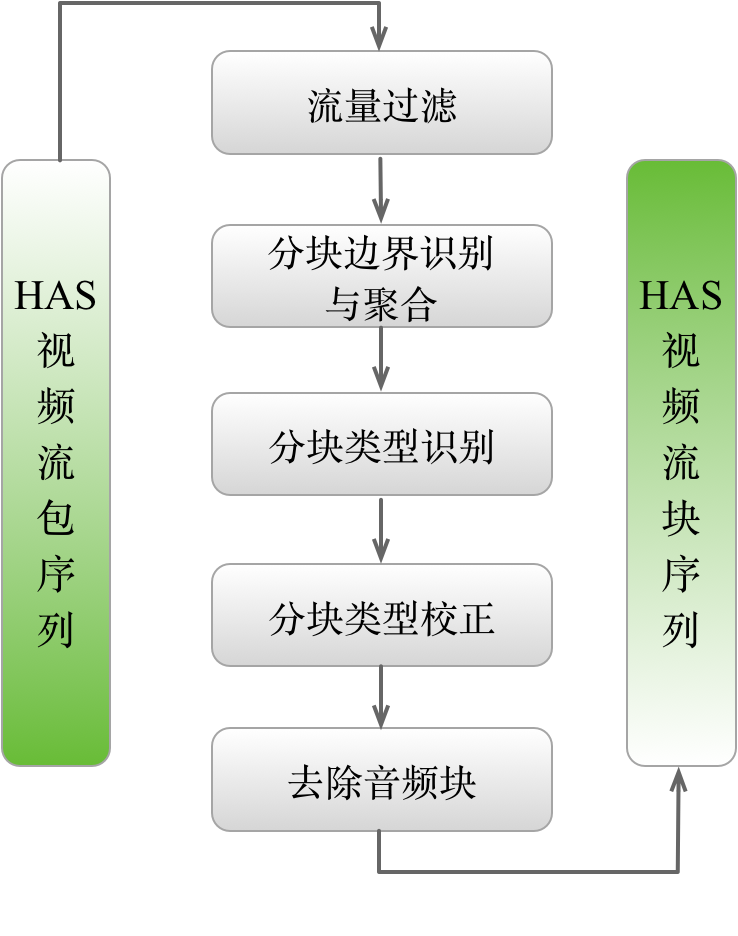 HAS
视
频
流
包
序
列
流量过滤
分块边界识别
与聚合
分块类型识别
分块类型校正
去除音频块
HAS
视
频
流
块
序
列